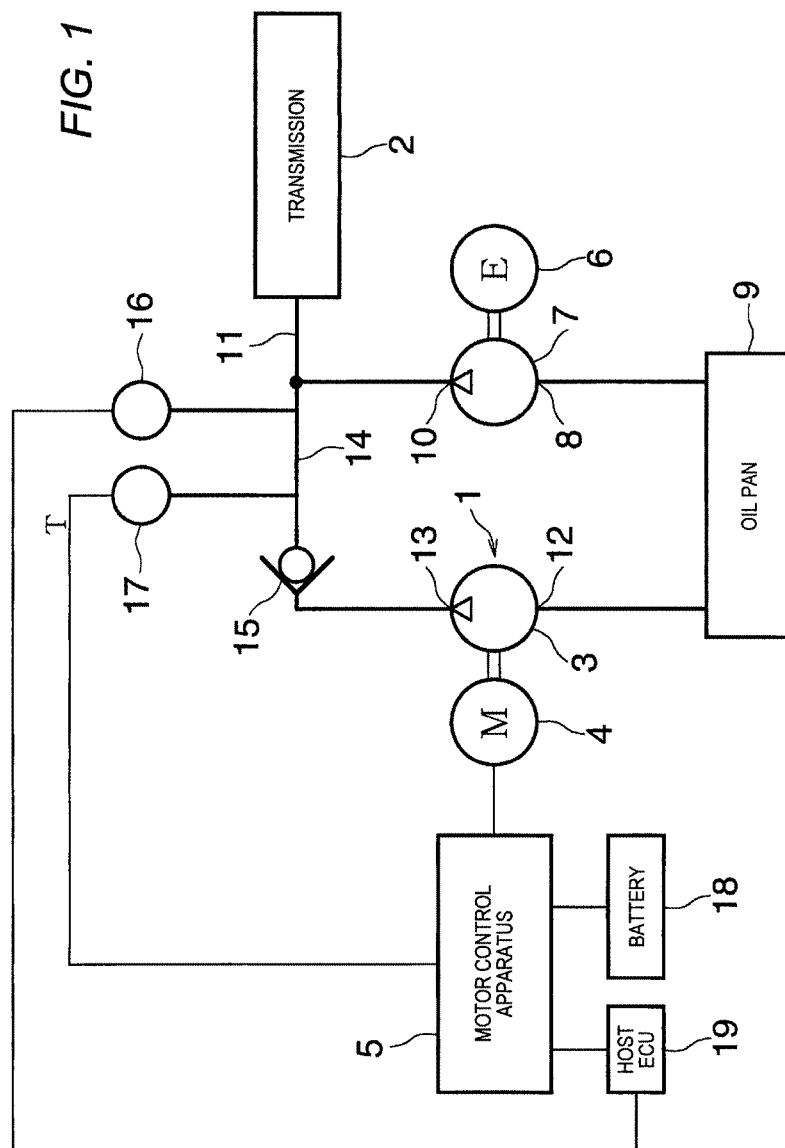 FIG. 1
TRANSMISSION
2
16
11
E
6
7
9
17
T
14
10
8
1
OIL PAN
15
13
12
3
M
4
MOTOR CONTROL
APPARATUS
BATTERY
18
5
HOST
ECU
19